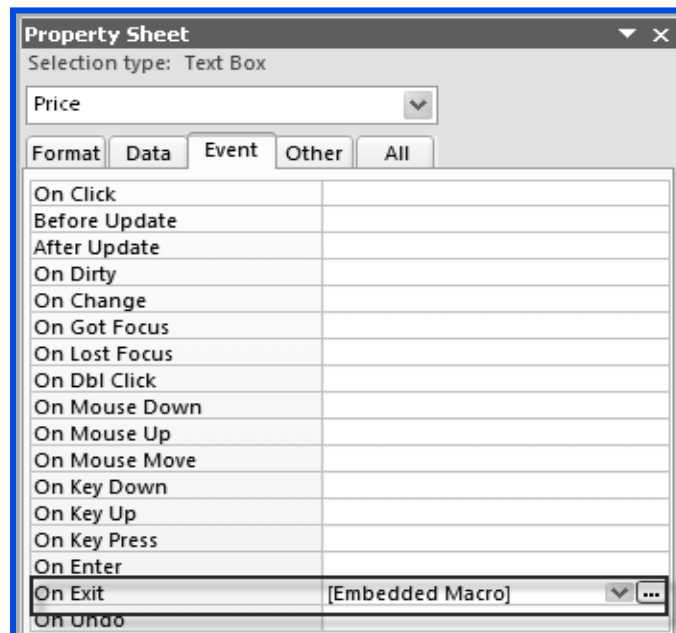 Property Sheet
Selection type: Text Box
Price
Format Data Event Other All
On Click
Before Update
After Update
On Dirty
On Change
On Got Focus
On Lost Focus
On Dbl Click
On Mouse Down
On Mouse Up
On Mouse Move
On Key Down
On Key Up
On Key Press
On Enter
On Exit [Embedded Macro] ...
On Undo